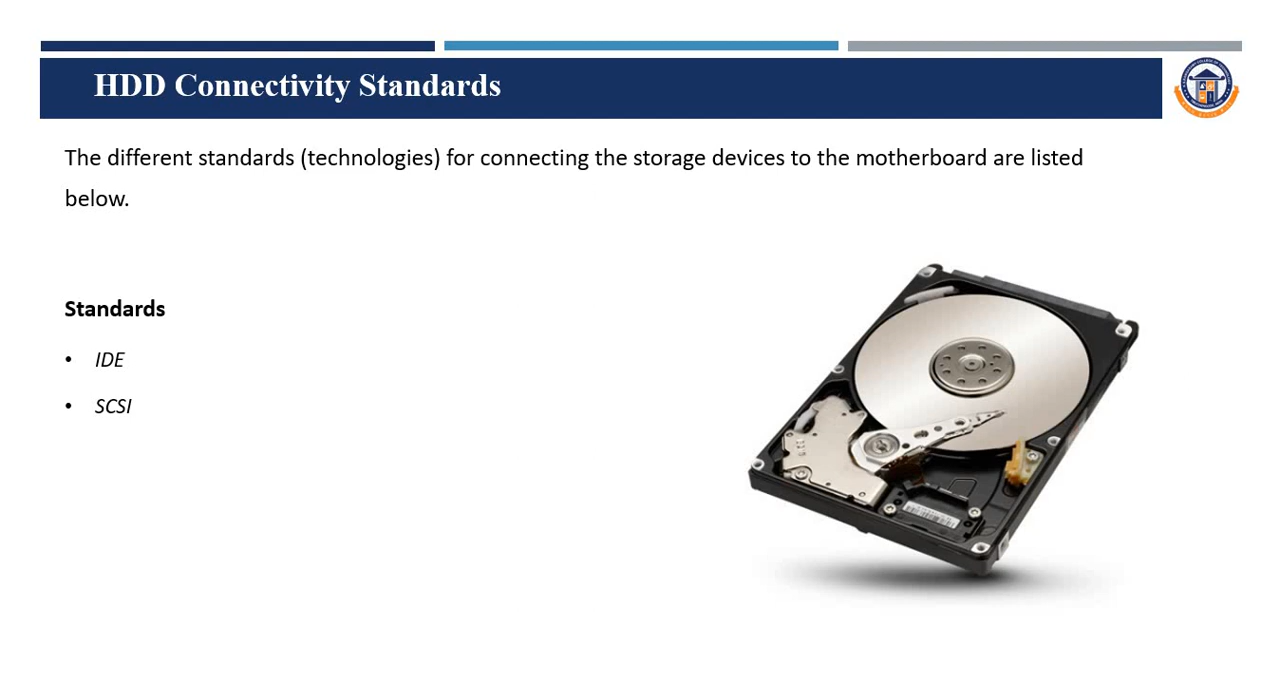 HDD Connectivity Standards
The different standards (technologies) for connecting the storage devices to the motherboard are listed
below.
Standards
• IDE
• SCSI